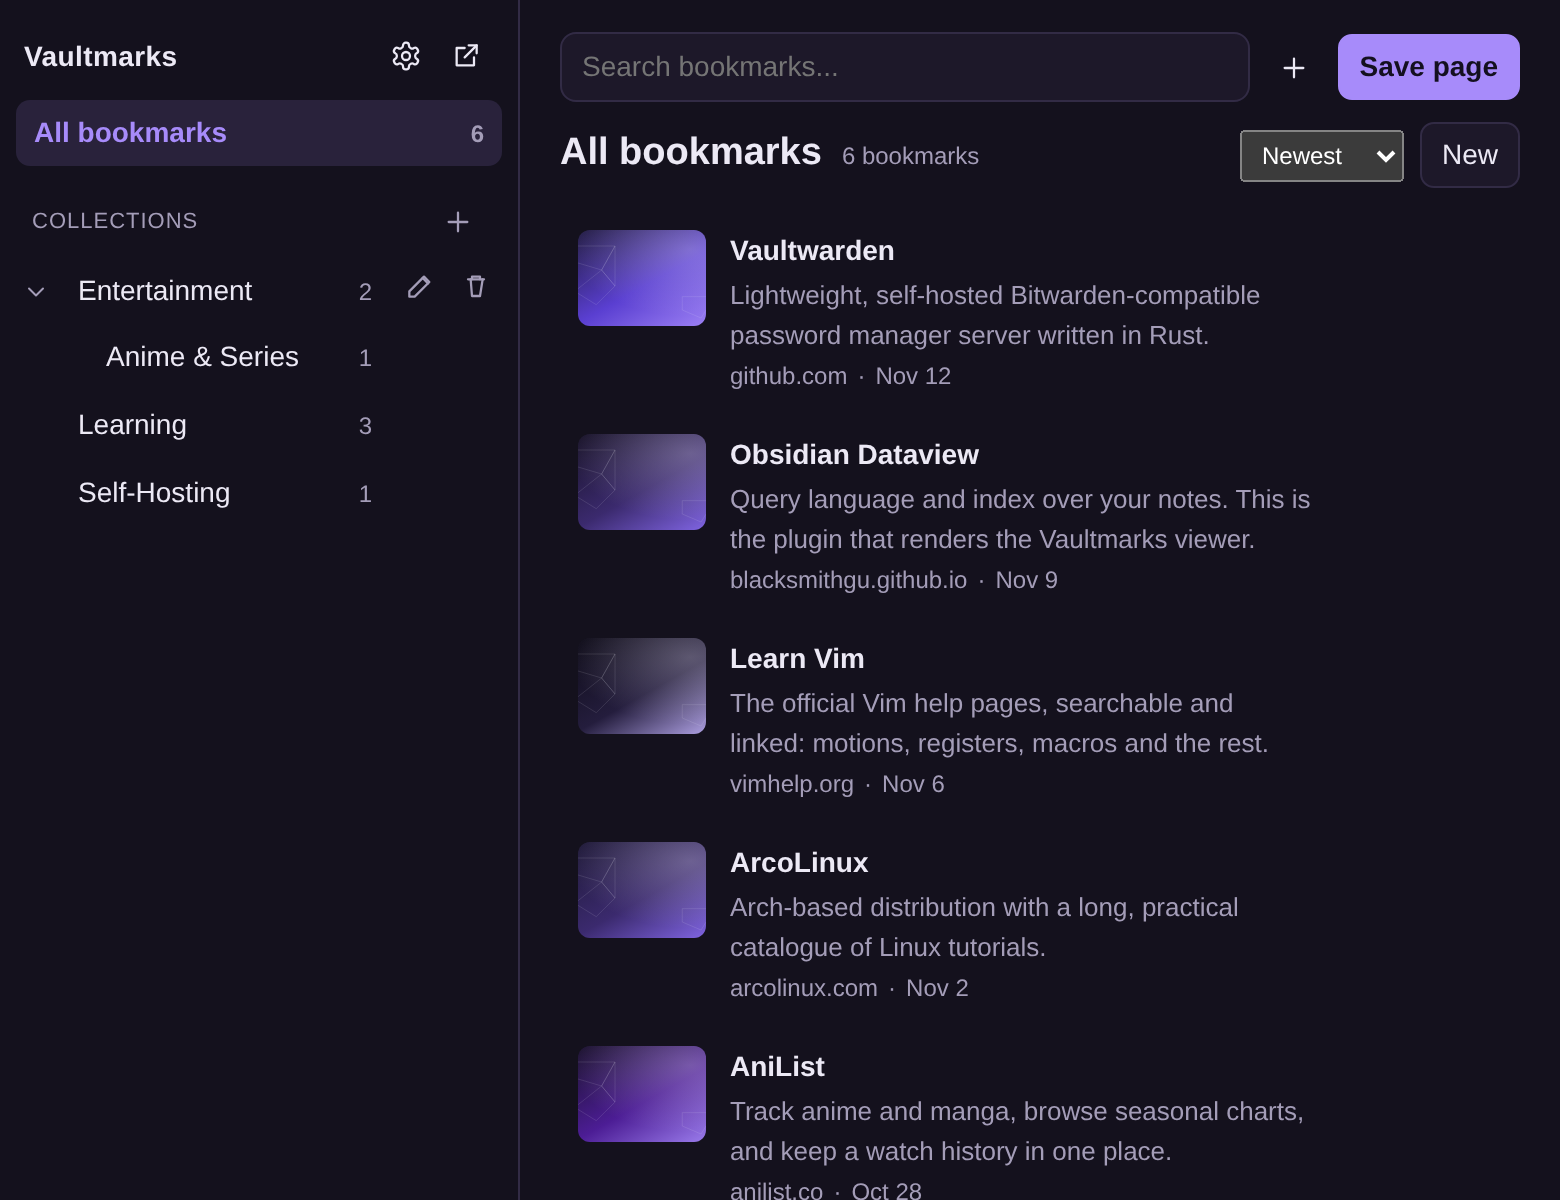 Vaultmarks
All bookmarks 6
COLLECTIONS
Entertainment 2
Anime & Series 1
Learning 3
Self-Hosting 1
Search bookmarks...
Save page
All bookmarks 6 bookmarks
Newest
New
Vaultwarden
Lightweight, self-hosted Bitwarden-compatible
password manager server written in Rust.
github.com · Nov 12
Obsidian Dataview
Query language and index over your notes. This is
the plugin that renders the Vaultmarks viewer.
blacksmithgu.github.io · Nov 9
Learn Vim
The official Vim help pages, searchable and
linked: motions, registers, macros and the rest.
vimhelp.org · Nov 6
ArcoLinux
Arch-based distribution with a long, practical
catalogue of Linux tutorials.
arcolinux.com · Nov 2
AniList
Track anime and manga, browse seasonal charts,
and keep a watch history in one place.
anilist.co · Oct 28